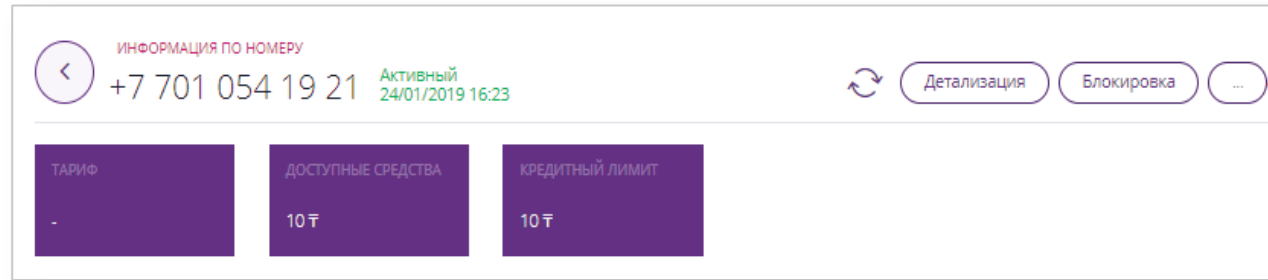 ИНФОРМАЦИЯ ПО НОМЕРУ
+7 701 054 19 21
Активный
24/01/2019 16:23
Детализация
Блокировка
...
ТАРИФ
-
ДОСТУПНЫЕ СРЕДСТВА
10 ₸
КРЕДИТНЫЙ ЛИМИТ
10 ₸